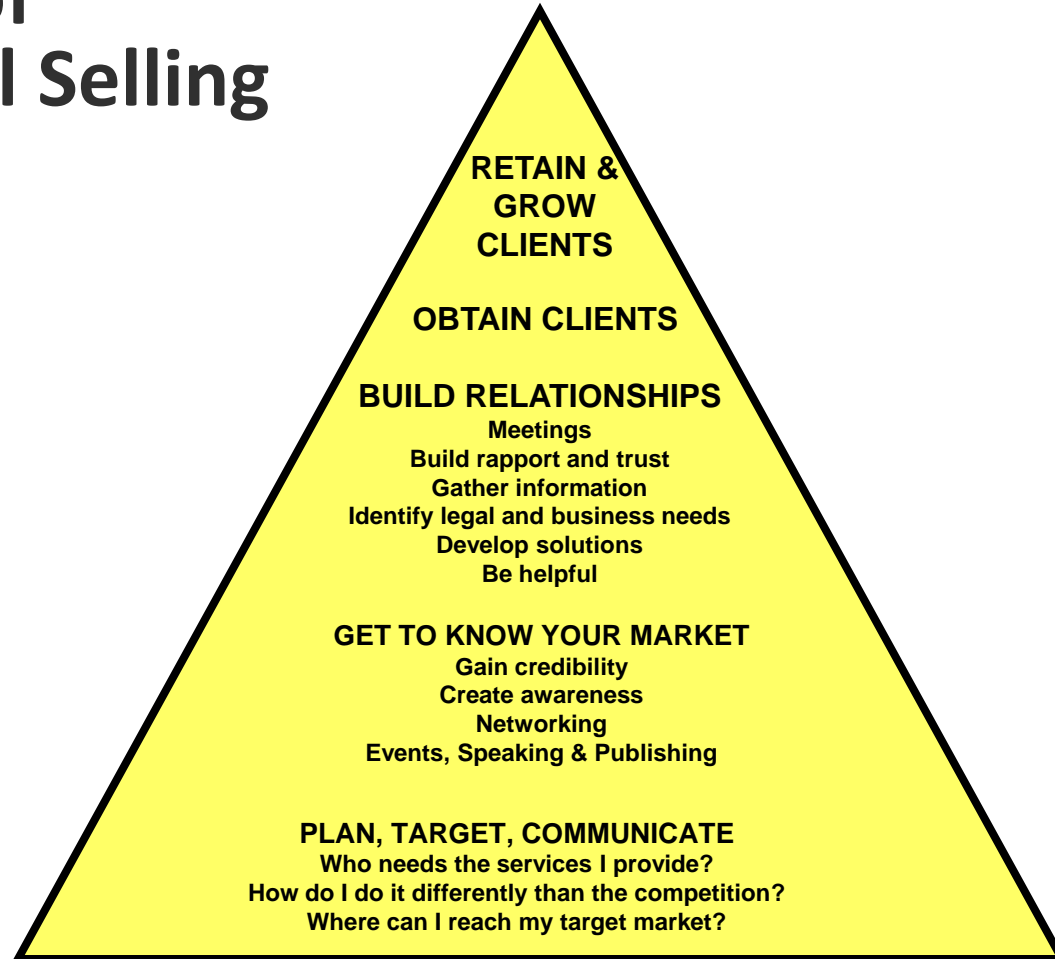 l Selling
RETAIN &
GROW
CLIENTS
OBTAIN CLIENTS
BUILD RELATIONSHIPS
Meetings
Build rapport and trust
Gather information
Identify legal and business needs
Develop solutions
Be helpful
GET TO KNOW YOUR MARKET
Gain credibility
Create awareness
Networking
Events, Speaking & Publishing
PLAN, TARGET, COMMUNICATE
Who needs the services I provide?
How do I do it differently than the competition?
Where can I reach my target market?